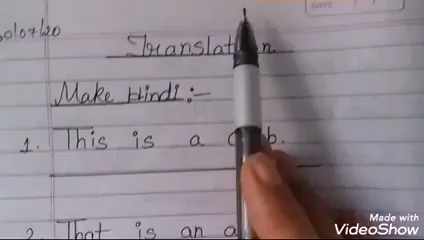 Translation
Make Hindi:-
1. This is a
2. That is an
Made with
VideoShow